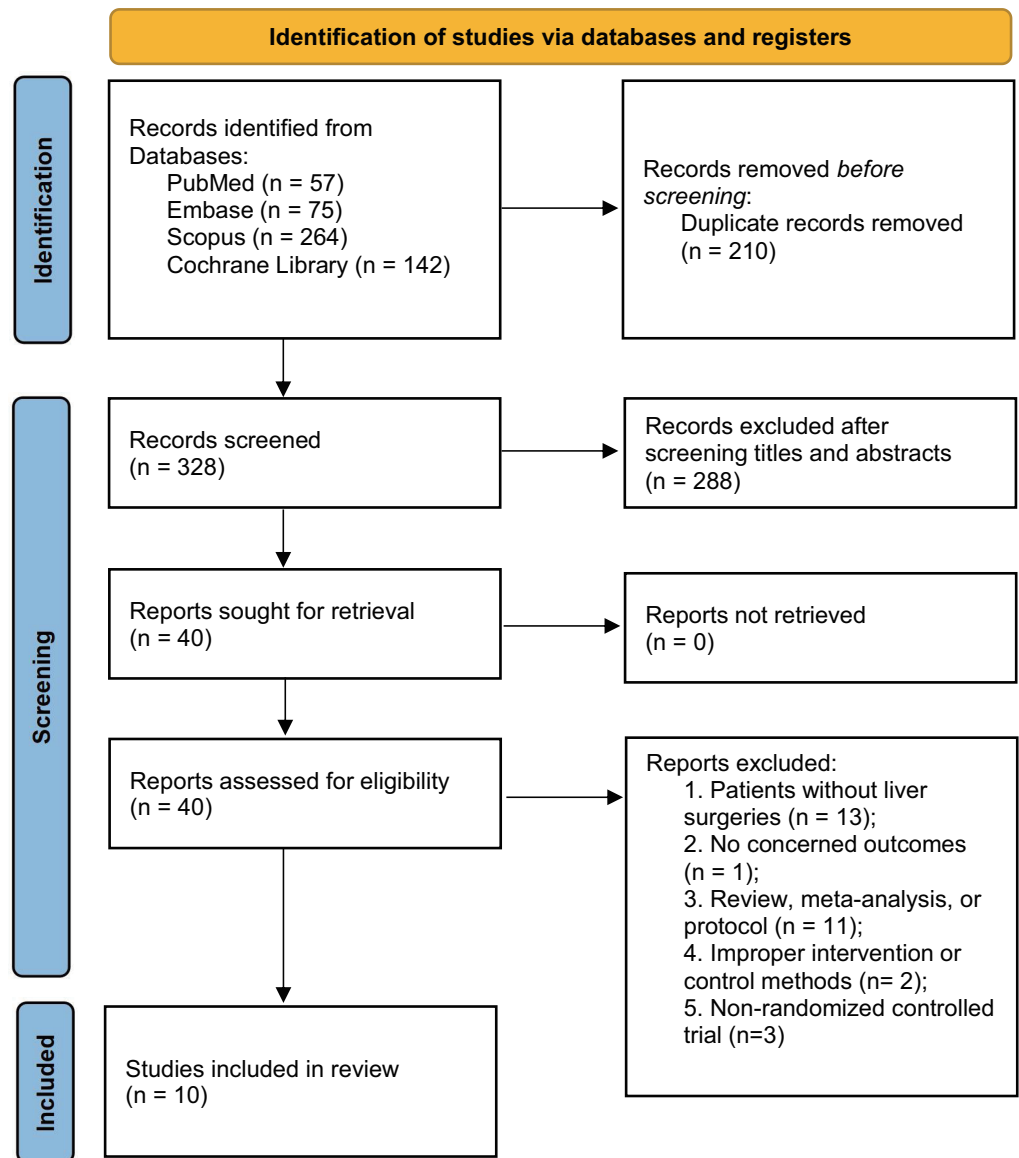 Identification of studies via databases and registers
Identification
Records identified from
Databases:
PubMed (n = 57)
Embase (n = 75)
Scopus (n = 264)
Cochrane Library (n = 142)
Records removed before
screening:
Duplicate records removed
(n = 210)
Screening
Records screened
(n = 328)
Records excluded after
screening titles and abstracts
(n = 288)
Reports sought for retrieval
(n = 40)
Reports not retrieved
(n = 0)
Reports assessed for eligibility
(n = 40)
Reports excluded:
1. Patients without liver
surgeries (n = 13);
2. No concerned outcomes
(n = 1);
3. Review, meta-analysis, or
protocol (n = 11);
4. Improper intervention or
control methods (n= 2);
5. Non-randomized controlled
trial (n=3)
Included
Studies included in review
(n = 10)